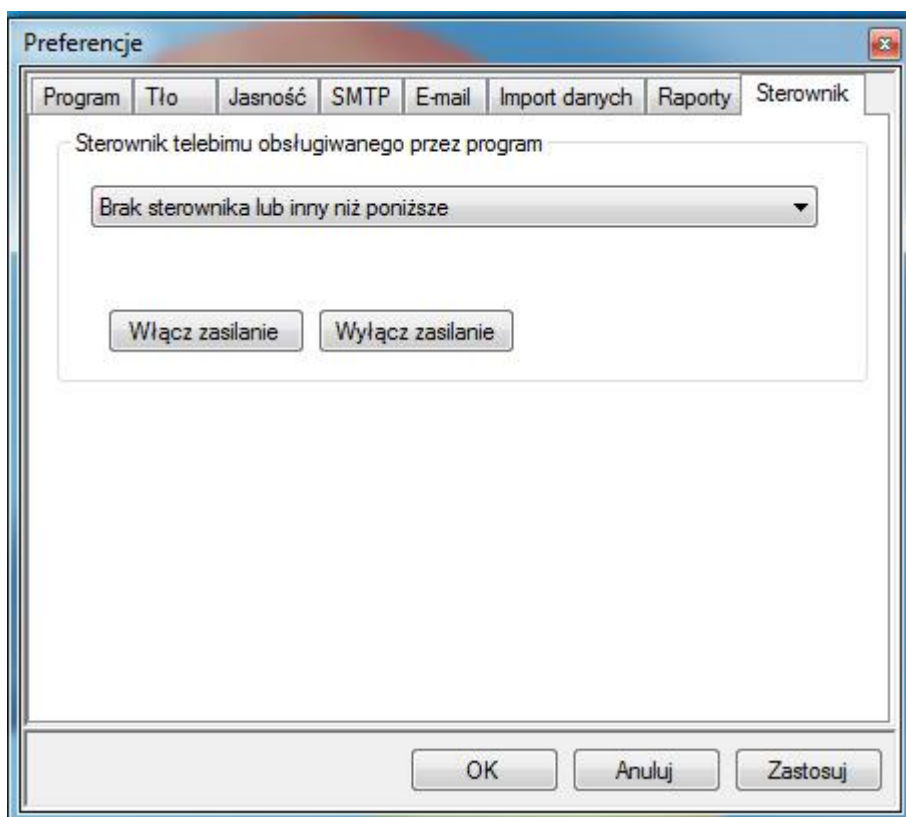 Preferencje
Program Tło Jasność SMTP E-mail Import danych Raporty Sterownik
Sterownik telebimu obsługiwanego przez program
Brak sterownika lub inny niż poniższe
Włącz zasilanie Wyłącz zasilanie
OK Anuluj Zastosuj